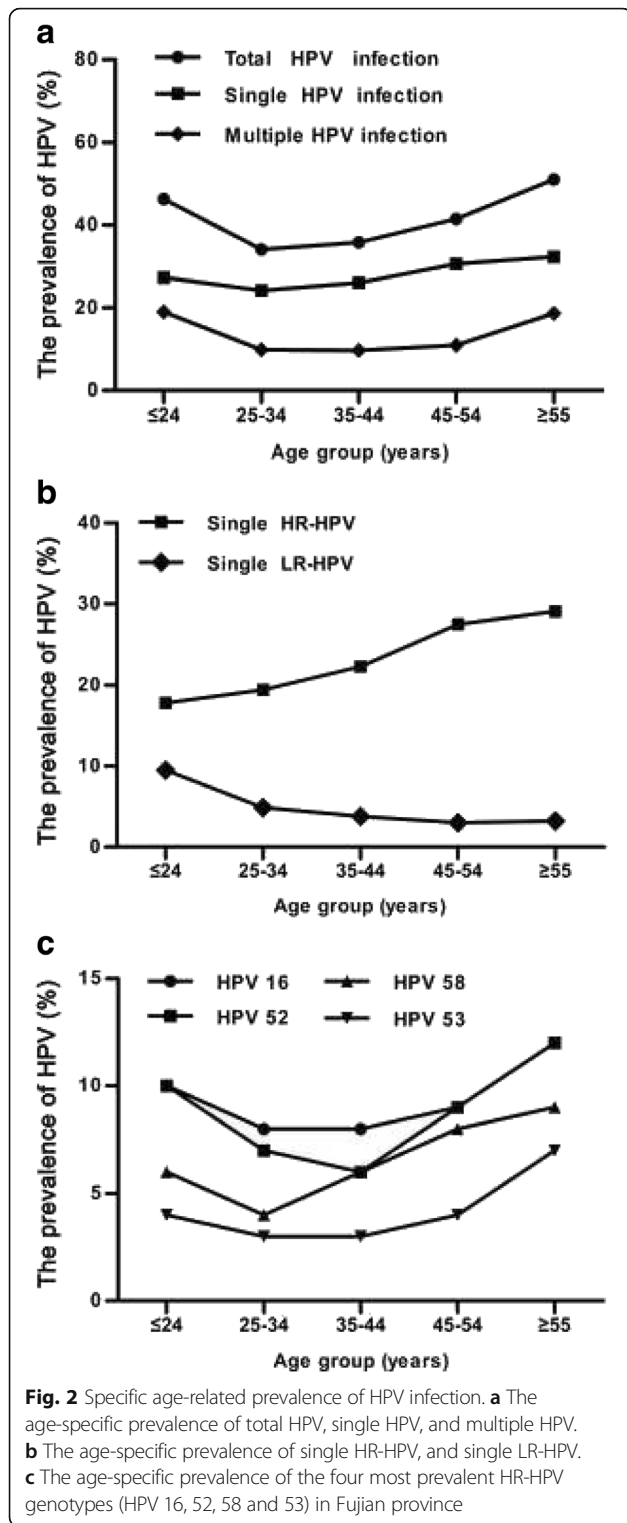 a
Total HPV infection
Single HPV infection
Multiple HPV infection
The prevalence of HPV (%)
80
60
40
20
0
≤24 25-34 35-44 45-54 ≥55
Age group (years)
b
Single HR-HPV
Single LR-HPV
The prevalence of HPV (%)
40
30
20
10
0
≤24 25-34 35-44 45-54 ≥55
Age group (years)
c
HPV 16 HPV 58
HPV 52 HPV 53
The prevalence of HPV (%)
15
10
5
0
≤24 25-34 35-44 45-54 ≥55
Age group (years)
Fig. 2 Specific age-related prevalence of HPV infection. a The
age-specific prevalence of total HPV, single HPV, and multiple HPV.
b The age-specific prevalence of single HR-HPV, and single LR-HPV.
c The age-specific prevalence of the four most prevalent HR-HPV
genotypes (HPV 16, 52, 58 and 53) in Fujian province